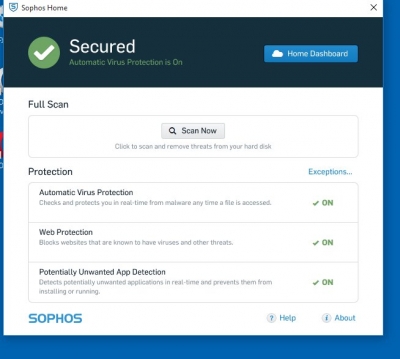 Sophos Home
Secured
Automatic Virus Protection is On
Home Dashboard
Full Scan
Scan Now
Click to scan and remove threats from your hard disk
Protection
Exceptions...
Automatic Virus Protection
Checks and protects you in real-time from malware any time a file is accessed.
ON
Web Protection
Blocks websites that are known to have viruses and other threats.
ON
Potentially Unwanted App Detection
Detects potentially unwanted applications in real-time and prevents them from
installing or running.
ON
SOPHOS
Help
About